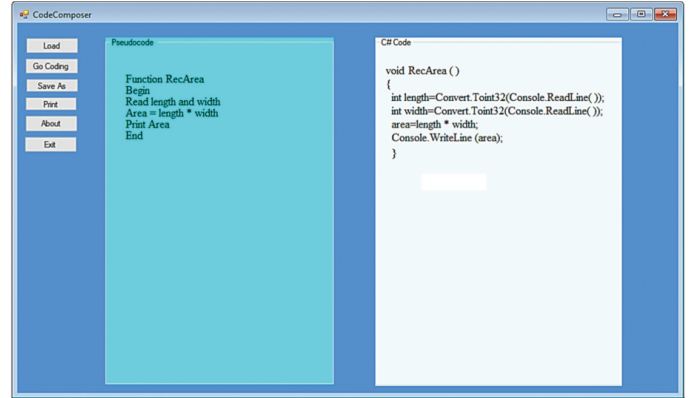 CodeComposer
Load
Go Coding
Save As
Print
About
Exit
Pseudocode
Function RecArea
Begin
Read length and width
Area = length * width
Print Area
End
C# Code
void RecArea ( )
{
int length=Convert.Toint32(Console.ReadLine( ));
int width=Convert.Toint32(Console.ReadLine( ));
area=length * width;
Console.WriteLine (area);
}